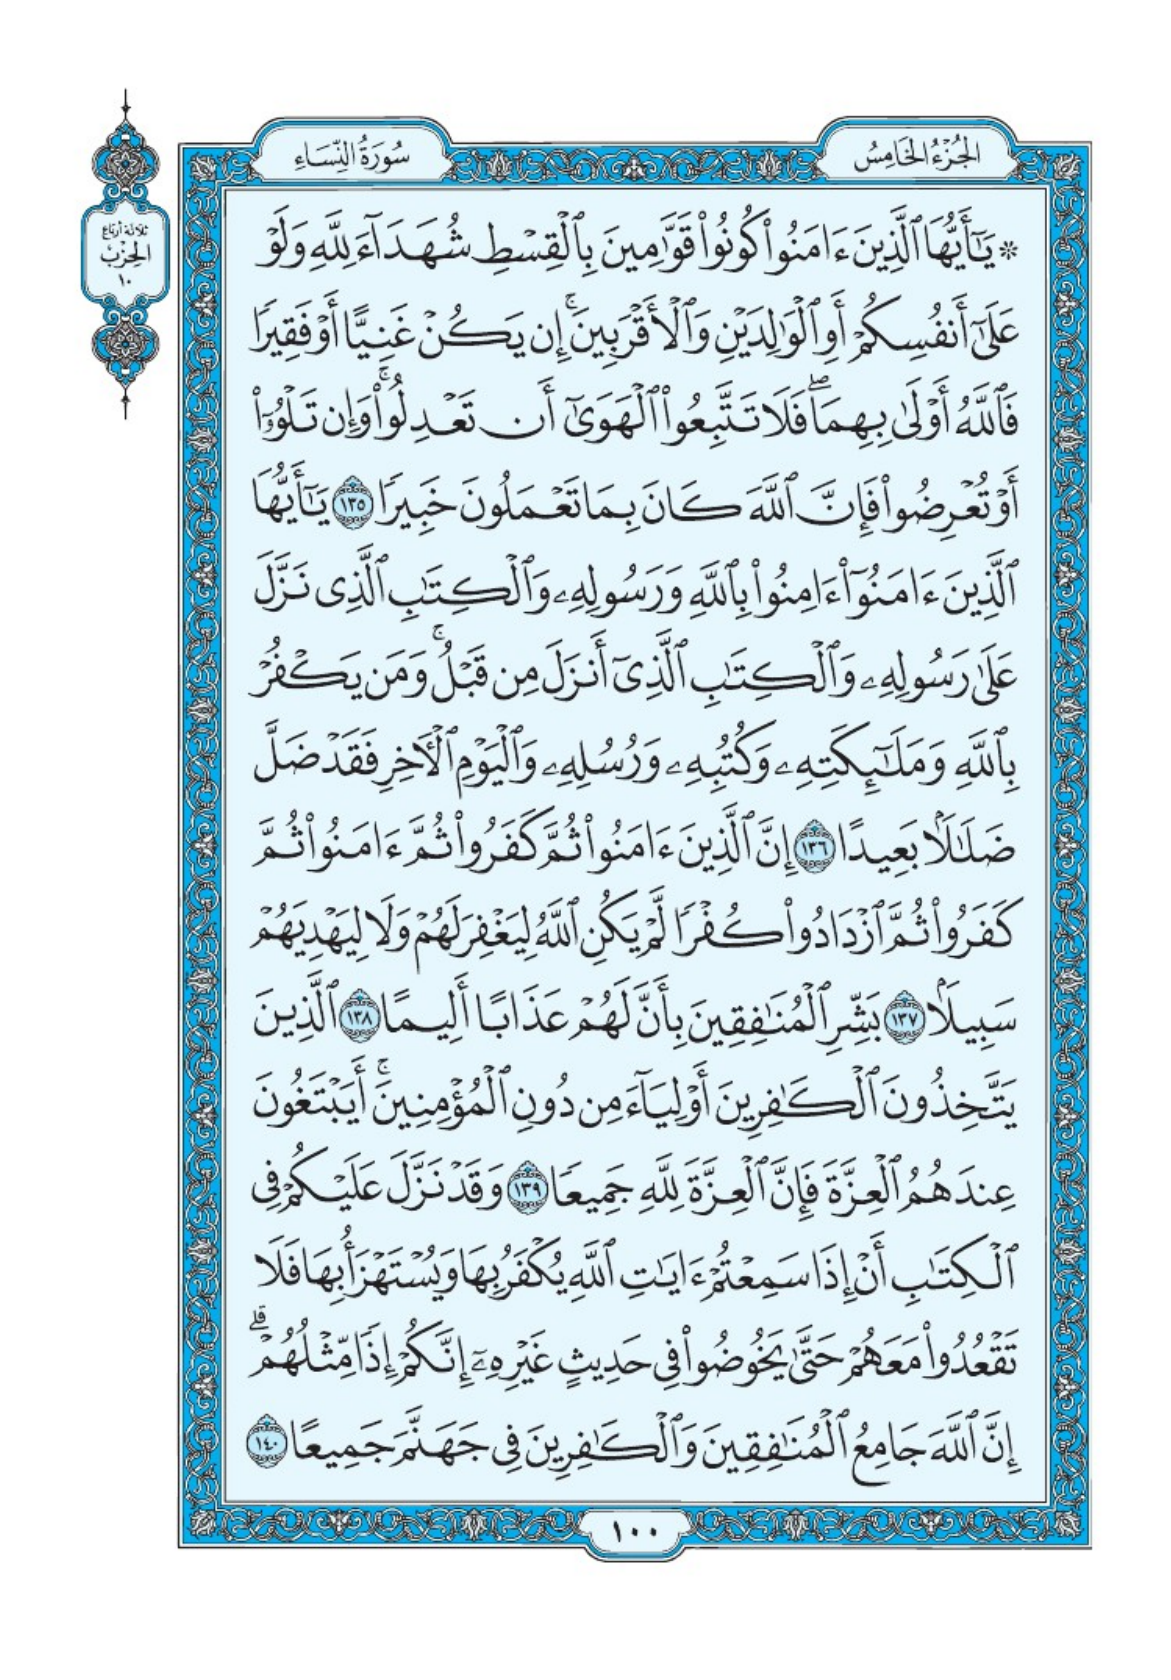 الجُزْءُ الخَامِسُ
سُورَةُ النِّسَاءِ
ثلاثة أرباع
الحِزْب
١٠
۞ يَٰٓأَيُّهَا ٱلَّذِينَ ءَامَنُوا۟ كُونُوا۟ قَوَّٰمِينَ بِٱلْقِسْطِ شُهَدَآءَ لِلَّهِ وَلَوْ
عَلَىٰٓ أَنفُسِكُمْ أَوِ ٱلْوَٰلِدَيْنِ وَٱلْأَقْرَبِينَ ۚ إِن يَكُنْ غَنِيًّا أَوْ فَقِيرًا
فَٱللَّهُ أَوْلَىٰ بِهِمَا ۖ فَلَا تَتَّبِعُوا۟ ٱلْهَوَىٰٓ أَن تَعْدِلُوا۟ ۚ وَإِن تَلْوُۥٓا۟
أَوْ تُعْرِضُوا۟ فَإِنَّ ٱللَّهَ كَانَ بِمَا تَعْمَلُونَ خَبِيرًا ١٣٥ يَٰٓأَيُّهَا
ٱلَّذِينَ ءَامَنُوٓا۟ ءَامِنُوا۟ بِٱللَّهِ وَرَسُولِهِۦ وَٱلْكِتَٰبِ ٱلَّذِى نَزَّلَ
عَلَىٰ رَسُولِهِۦ وَٱلْكِتَٰبِ ٱلَّذِىٓ أَنزَلَ مِن قَبْلُ ۚ وَمَن يَكْفُرْ
بِٱللَّهِ وَمَلَٰٓئِكَتِهِۦ وَكُتُبِهِۦ وَرُسُلِهِۦ وَٱلْيَوْمِ ٱلْءَاخِرِ فَقَدْ ضَلَّ
ضَلَٰلًۢا بَعِيدًا ١٣٦ إِنَّ ٱلَّذِينَ ءَامَنُوا۟ ثُمَّ كَفَرُوا۟ ثُمَّ ءَامَنُوا۟ ثُمَّ
كَفَرُوا۟ ثُمَّ ٱزْدَادُوا۟ كُفْرًا لَّمْ يَكُنِ ٱللَّهُ لِيَغْفِرَ لَهُمْ وَلَا لِيَهْدِيَهُمْ
سَبِيلًۢا ١٣٧ بَشِّرِ ٱلْمُنَٰفِقِينَ بِأَنَّ لَهُمْ عَذَابًا أَلِيمًا ١٣٨ ٱلَّذِينَ
يَتَّخِذُونَ ٱلْكَٰفِرِينَ أَوْلِيَآءَ مِن دُونِ ٱلْمُؤْمِنِينَ ۚ أَيَبْتَغُونَ
عِندَهُمُ ٱلْعِزَّةَ فَإِنَّ ٱلْعِزَّةَ لِلَّهِ جَمِيعًا ١٣٩ وَقَدْ نَزَّلَ عَلَيْكُمْ فِى
ٱلْكِتَٰبِ أَنْ إِذَا سَمِعْتُمْ ءَايَٰتِ ٱللَّهِ يُكْفَرُ بِهَا وَيُسْتَهْزَأُ بِهَا فَلَا
تَقْعُدُوا۟ مَعَهُمْ حَتَّىٰ يَخُوضُوا۟ فِى حَدِيثٍ غَيْرِهِۦٓ ۚ إِنَّكُمْ إِذًا مِّثْلُهُمْ ۗ
إِنَّ ٱللَّهَ جَامِعُ ٱلْمُنَٰفِقِينَ وَٱلْكَٰفِرِينَ فِى جَهَنَّمَ جَمِيعًا ١٤٠
١٠٠